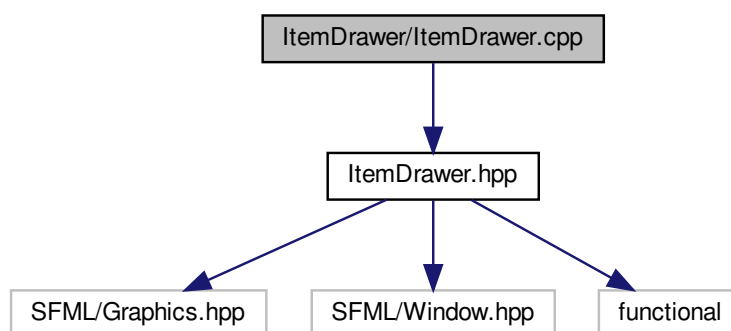 ItemDrawer/ItemDrawer.cpp
ItemDrawer.hpp
SFML/Graphics.hpp
SFML/Window.hpp
functional